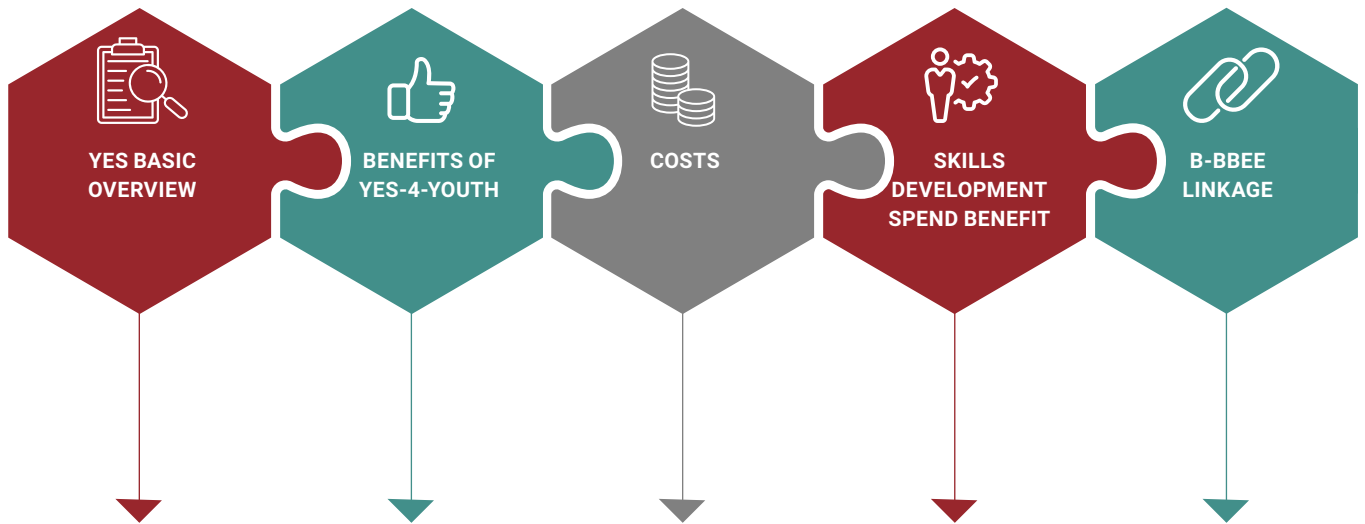 YES BASIC
OVERVIEW
BENEFITS OF
YES-4-YOUTH
COSTS
SKILLS
DEVELOPMENT
SPEND BENEFIT
B-BBEE
LINKAGE